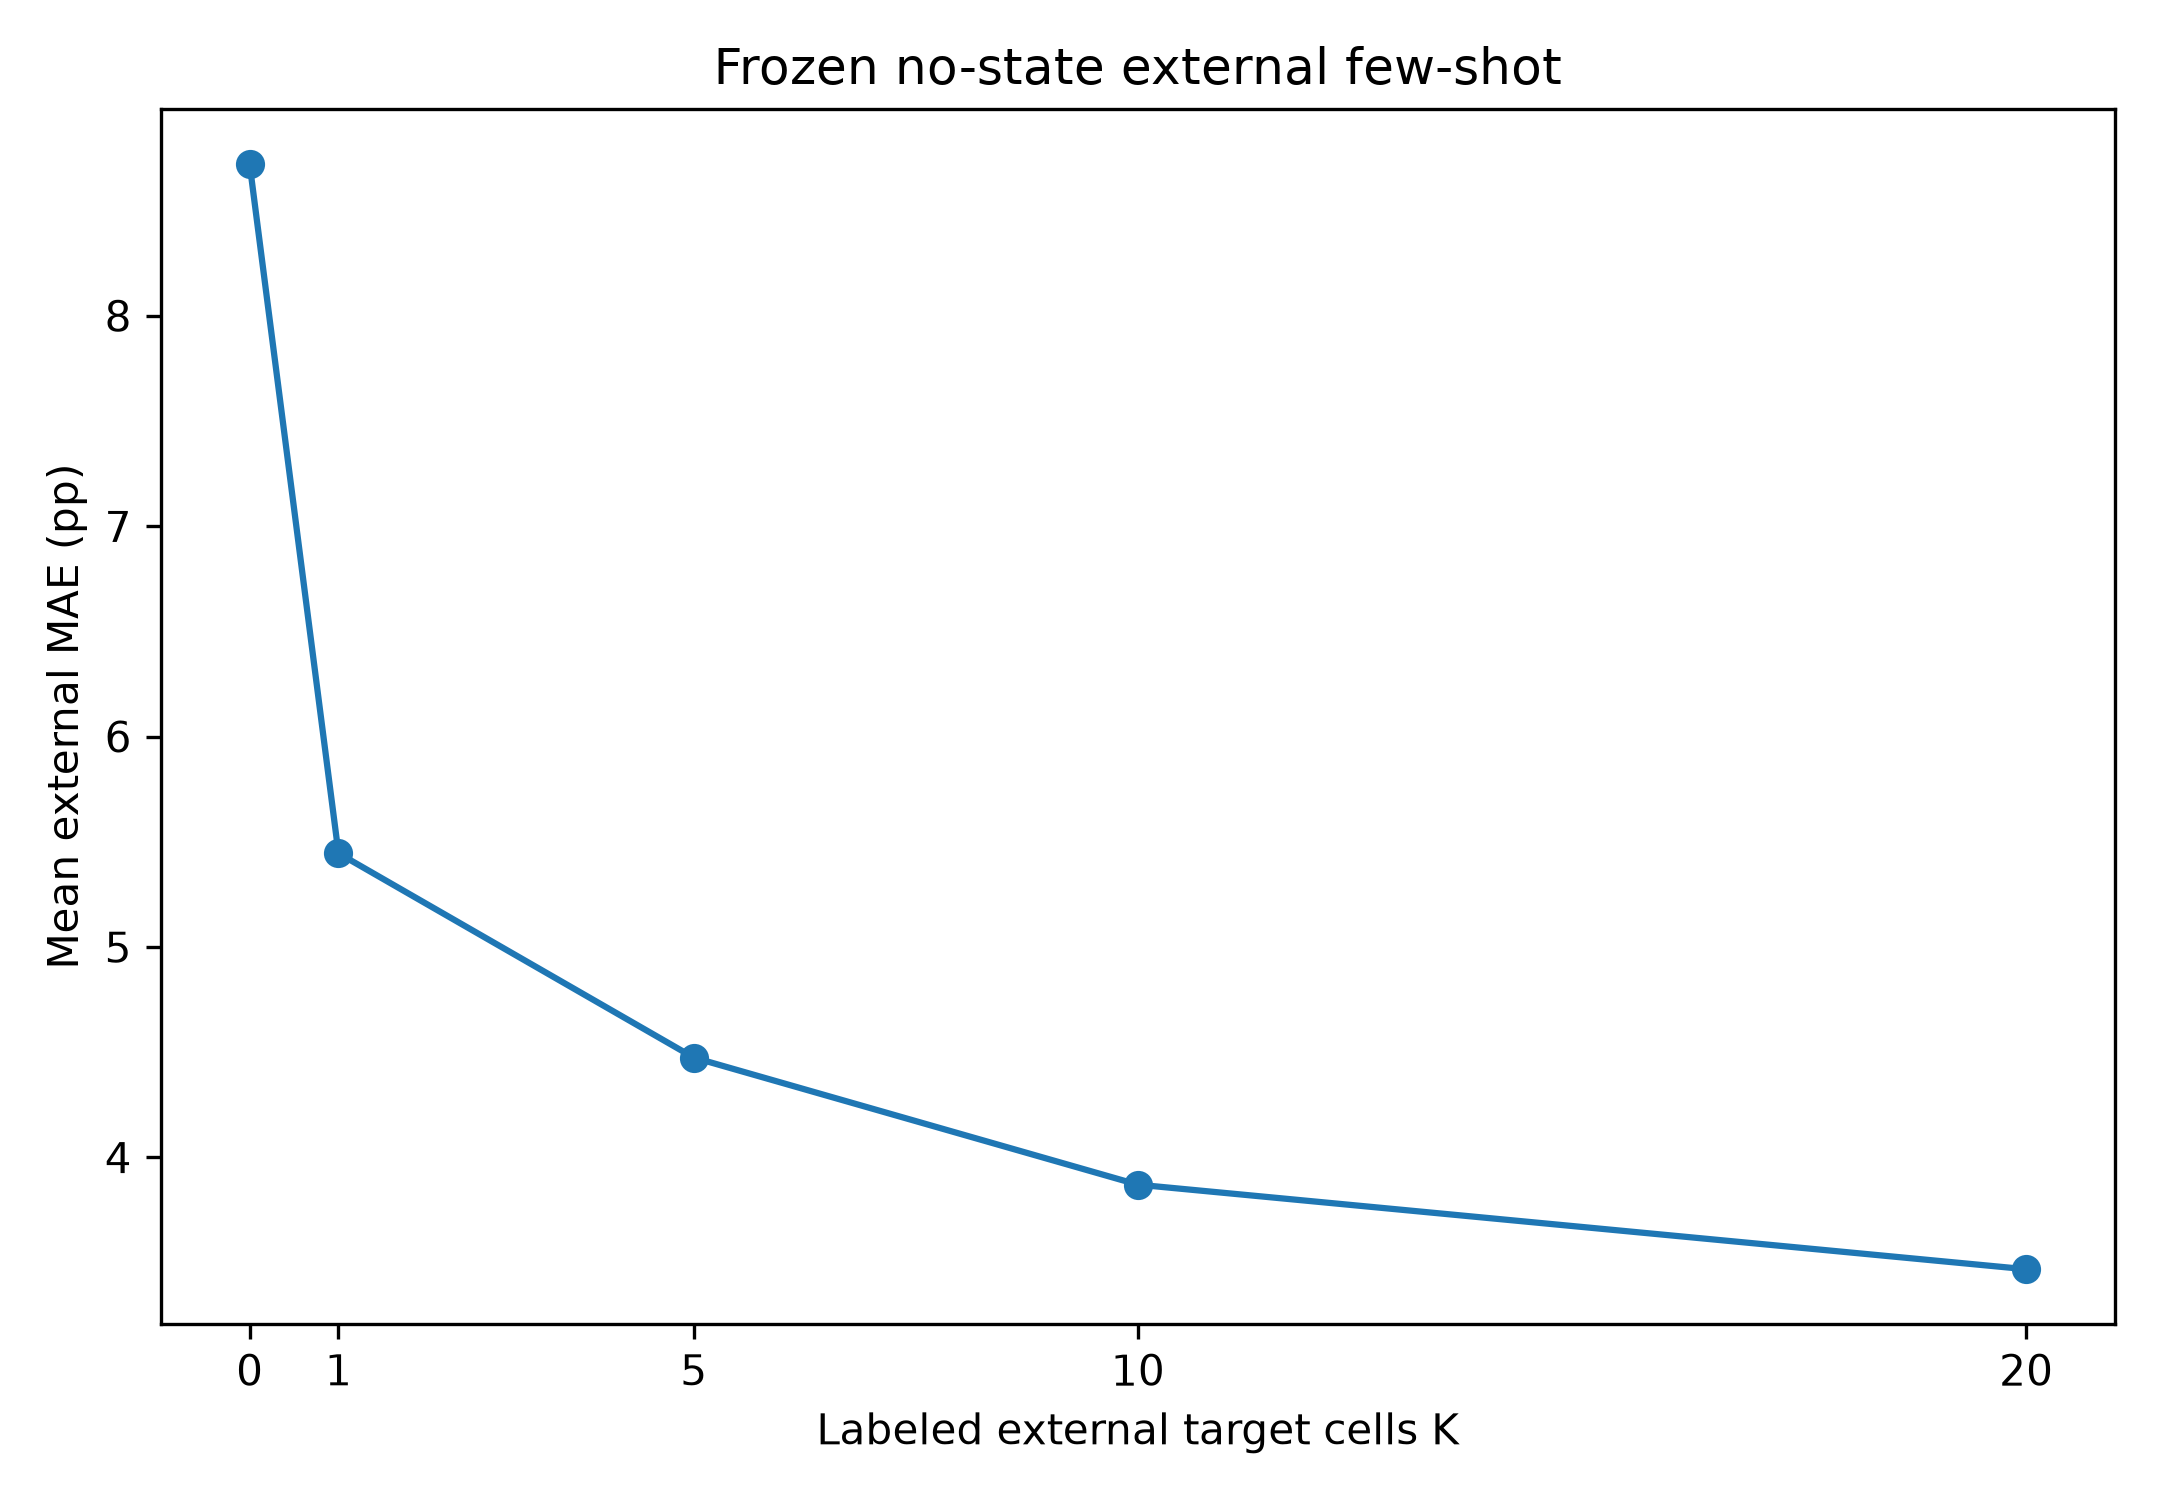 Frozen no-state external few-shot
Mean external MAE (pp)
8
7
6
5
4
0 1 5 10 20
Labeled external target cells K